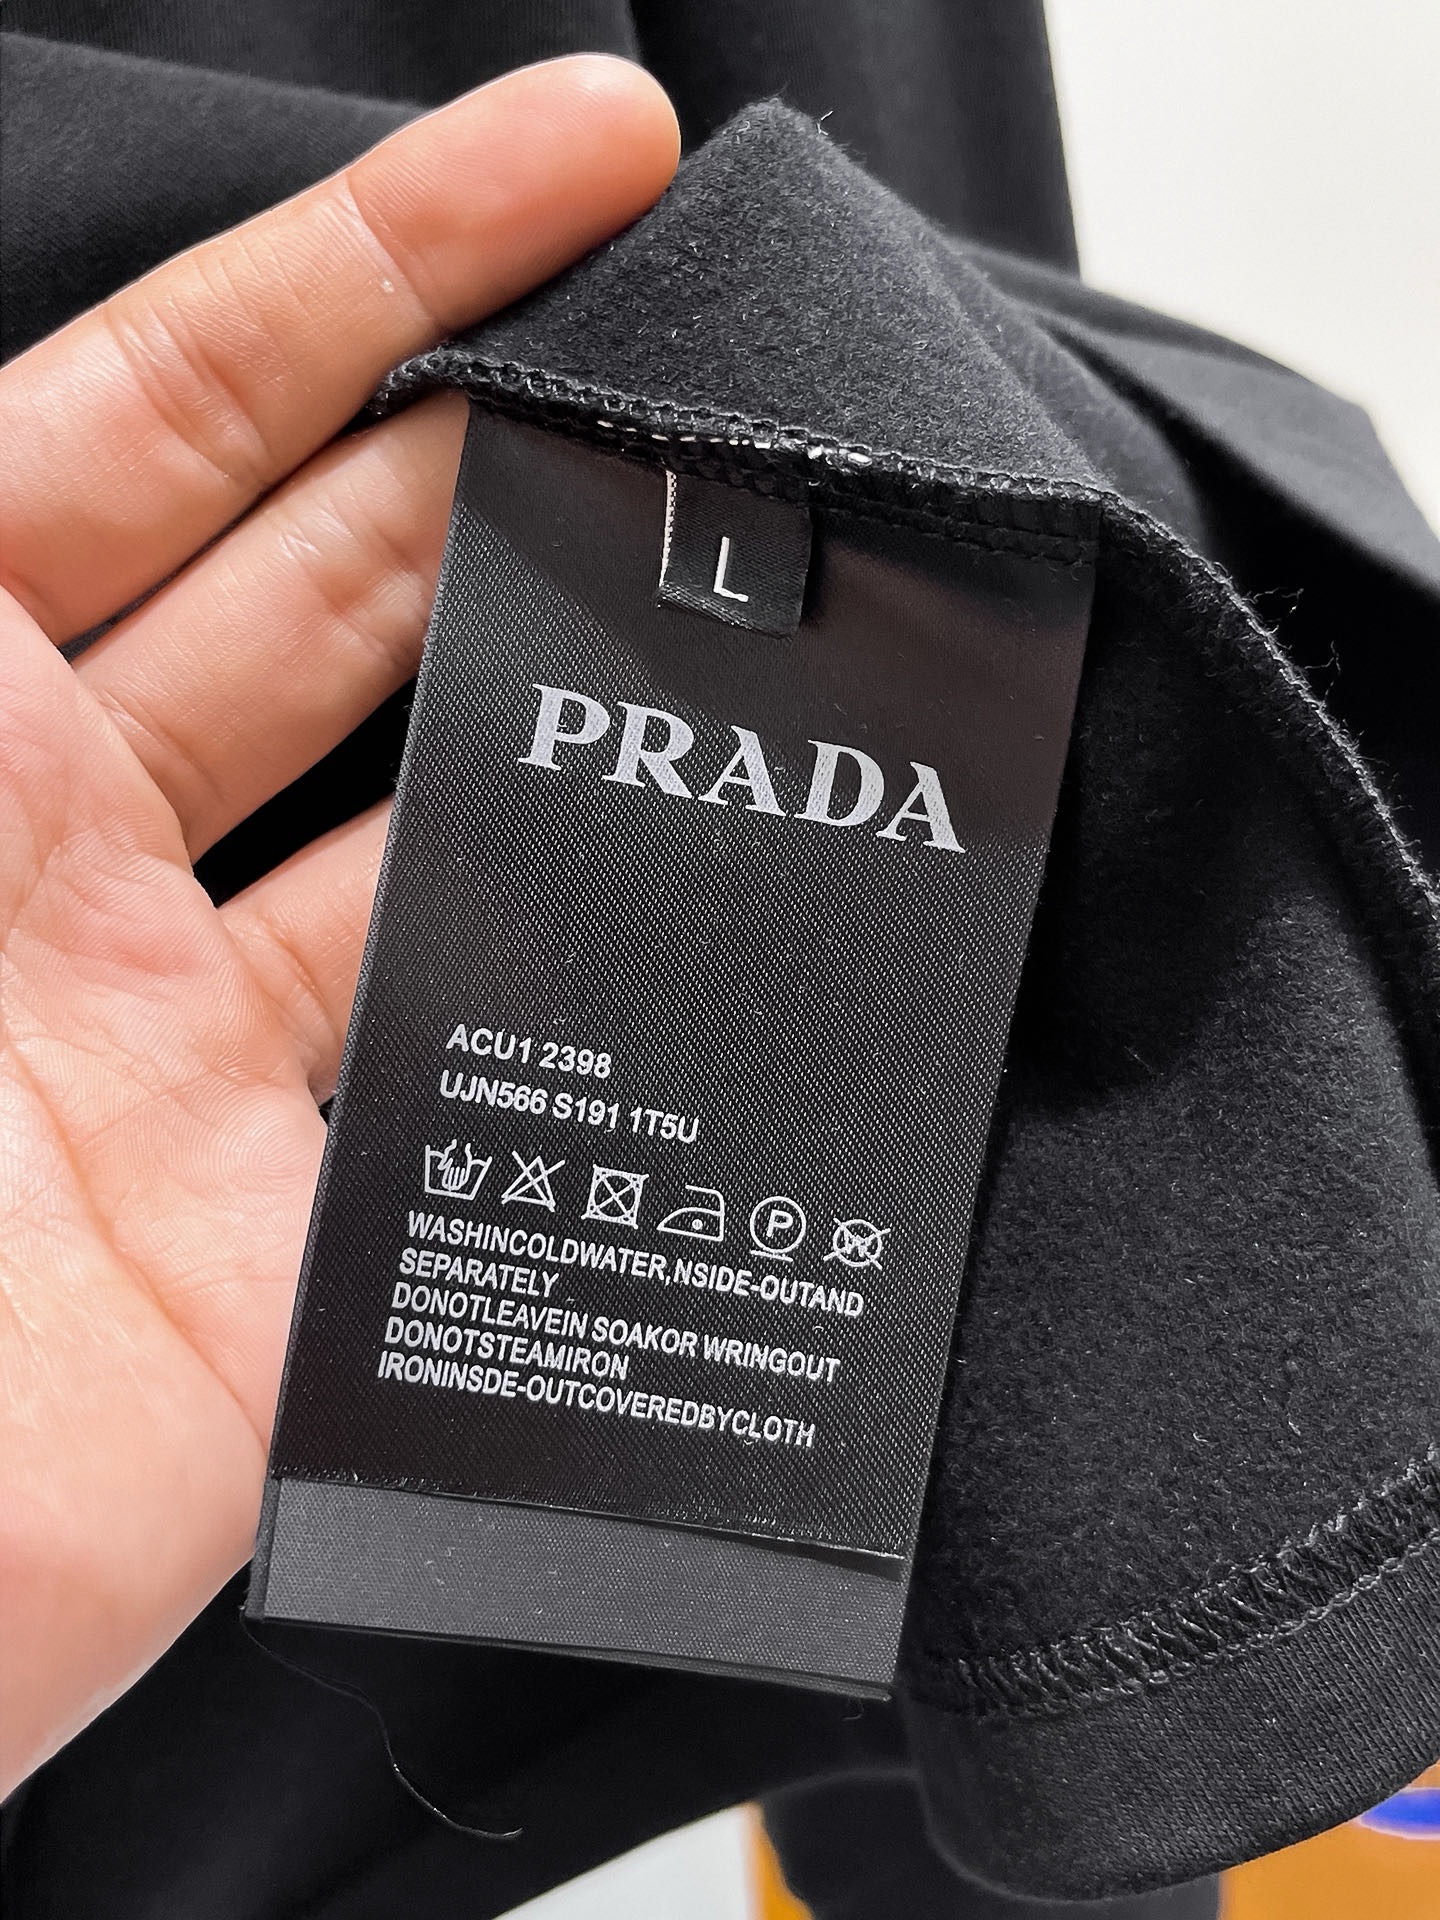 L
PRADA
ACU1 2398
UJN566 S191 1T5U
P
W
WASHINCOLDWATER,NSIDE-OUTAND
SEPARATELY
DONOTLEAVEIN SOAKOR WRINGOUT
DONOTSTEAMIRON
IRONINSDE-OUTCOVEREDBYCLOTH